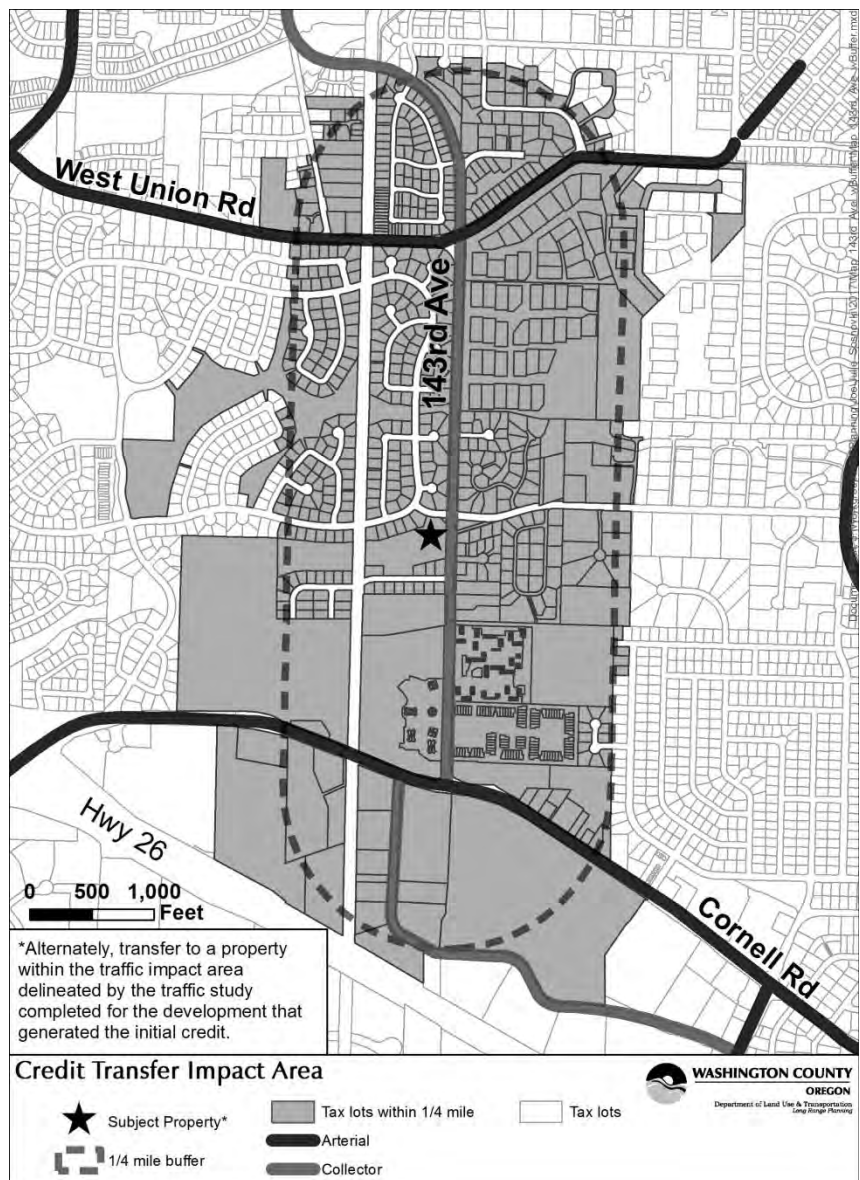 West Union Rd
143rd Ave
Hwy 26
0 500 1,000
Feet
Cornell Rd
*Alternately, transfer to a property
within the traffic impact area
delineated by the traffic study
completed for the development that
generated the initial credit.
Credit Transfer Impact Area
Subject Property*
1/4 mile buffer
Tax lots within 1/4 mile
Arterial
Collector
Tax lots
WASHINGTON COUNTY
OREGON
Department of Land Use & Transportation
Long Range Planning